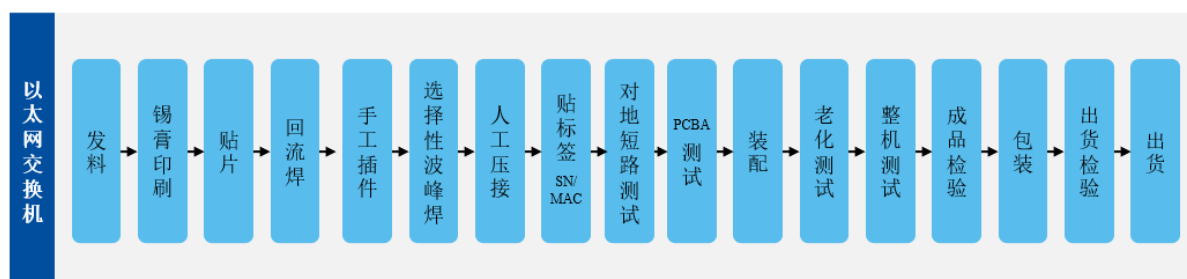 以太网交换机
发料
锡膏印刷
贴片
回流焊
手工插件
选择性波峰焊
人工压接
贴标签
SN/
MAC
对地短路测试
PCBA
测试
装配
老化测试
整机测试
成品检验
包装
出货检验
出货